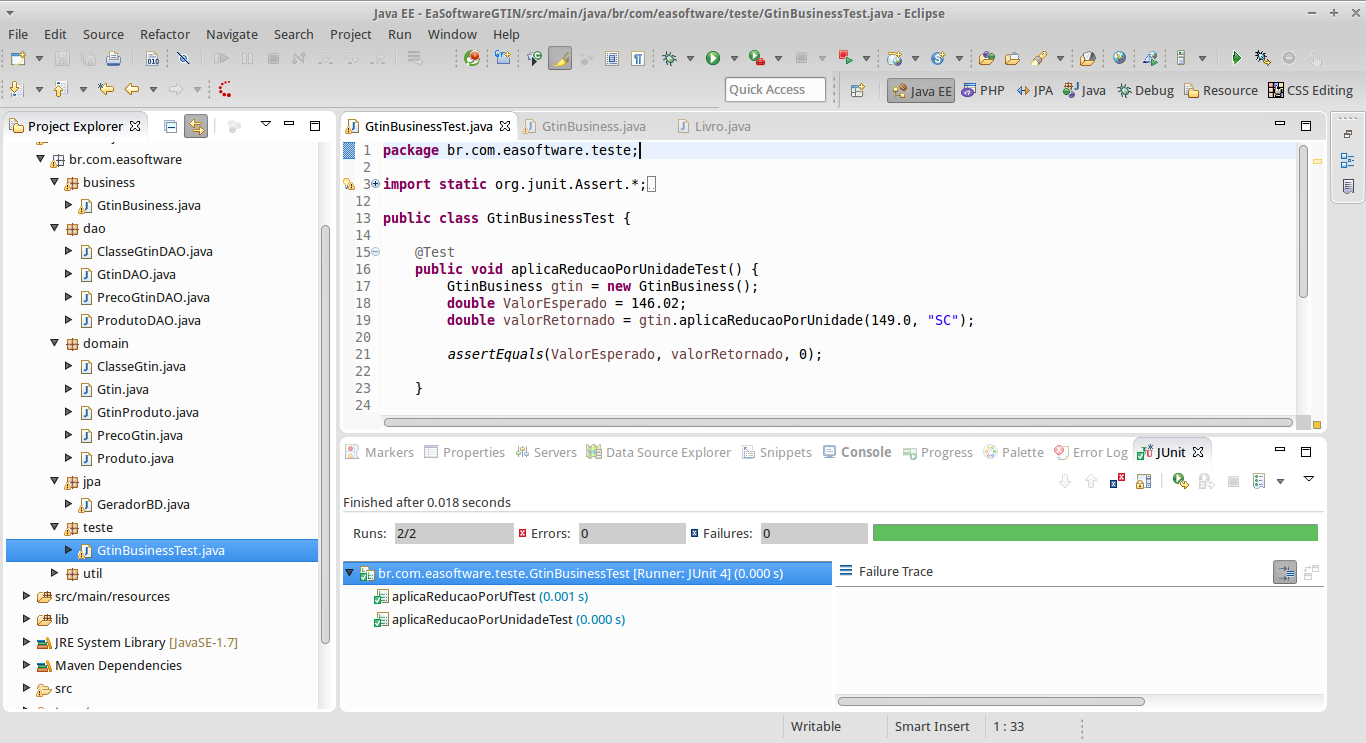 Java EE - EaSoftwareGTIN/src/main/java/br/com/easoftware/teste/GtinBusinessTest.java - Eclipse
File Edit Source Refactor Navigate Search Project Run Window Help
Quick Access
Java EE PHP JPA Java Debug Resource CSS Editing
Project Explorer
br.com.easoftware
business
GtinBusiness.java
dao
ClasseGtinDAO.java
GtinDAO.java
PrecoGtinDAO.java
ProdutoDAO.java
domain
ClasseGtin.java
Gtin.java
GtinProduto.java
PrecoGtin.java
Produto.java
jpa
GeradorBD.java
teste
GtinBusinessTest.java
util
src/main/resources
lib
JRE System Library [JavaSE-1.7]
Maven Dependencies
src
GtinBusinessTest.java GtinBusiness.java Livro.java
1 package br.com.easoftware.teste;
2
3 import static org.junit.Assert.*;
12
13 public class GtinBusinessTest {
14
15 @Test
16 public void aplicaReducaoPorUnidadeTest() {
17 GtinBusiness gtin = new GtinBusiness();
18 double ValorEsperado = 146.02;
19 double valorRetornado = gtin.aplicaReducaoPorUnidade(149.0, "SC");
20
21 assertEquals(ValorEsperado, valorRetornado, 0);
22
23 }
24
Markers Properties Servers Data Source Explorer Snippets Console Progress Palette Error Log JUnit
Finished after 0.018 seconds
Runs: 2/2 Errors: 0 Failures: 0
br.com.easoftware.teste.GtinBusinessTest [Runner: JUnit 4] (0.000 s)
aplicaReducaoPorUfTest (0.001 s)
aplicaReducaoPorUnidadeTest (0.000 s)
Failure Trace
Writable Smart Insert 1 : 33